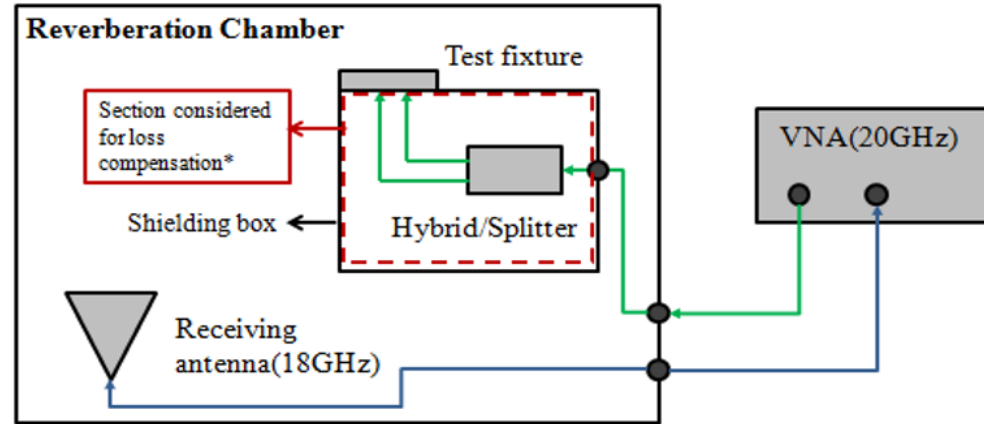 Reverberation Chamber
Test fixture
Section considered
for loss
compensation*
VNA(20GHz)
Shielding box
Hybrid/Splitter
Receiving
antenna(18GHz)